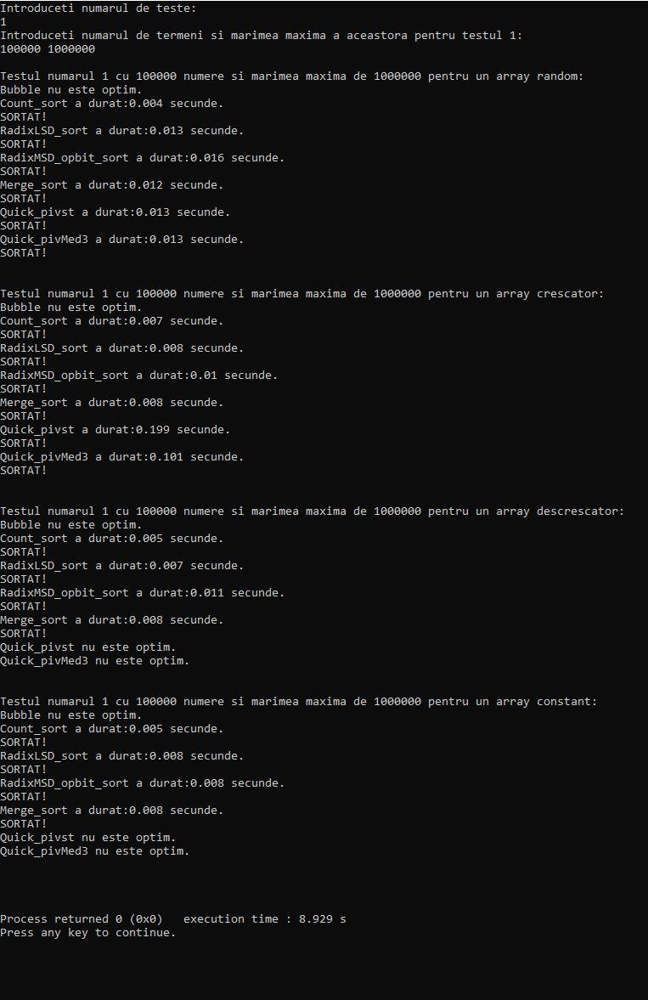 Introduceti numarul de teste:
1
Introduceti numarul de termeni si marimea maxima a aceastora pentru testul 1:
100000 1000000
Testul numarul 1 cu 100000 numere si marimea maxima de 1000000 pentru un array random:
Bubble nu este optim.
Count_sort a durat:0.004 secunde.
SORTAT!
RadixLSD_sort a durat:0.013 secunde.
SORTAT!
RadixMSD_opbit_sort a durat:0.016 secunde.
SORTAT!
Merge_sort a durat:0.012 secunde.
SORTAT!
Quick_pivst a durat:0.013 secunde.
SORTAT!
Quick_pivMed3 a durat:0.013 secunde.
SORTAT!
Testul numarul 1 cu 100000 numere si marimea maxima de 1000000 pentru un array crescator:
Bubble nu este optim.
Count_sort a durat:0.007 secunde.
SORTAT!
RadixLSD_sort a durat:0.008 secunde.
SORTAT!
RadixMSD_opbit_sort a durat:0.01 secunde.
SORTAT!
Merge_sort a durat:0.008 secunde.
SORTAT!
Quick_pivst a durat:0.199 secunde.
SORTAT!
Quick_pivMed3 a durat:0.101 secunde.
SORTAT!
Testul numarul 1 cu 100000 numere si marimea maxima de 1000000 pentru un array descrescator:
Bubble nu este optim.
Count_sort a durat:0.005 secunde.
SORTAT!
RadixLSD_sort a durat:0.007 secunde.
SORTAT!
RadixMSD_opbit_sort a durat:0.011 secunde.
SORTAT!
Merge_sort a durat:0.008 secunde.
SORTAT!
Quick_pivst nu este optim.
Quick_pivMed3 nu este optim.
Testul numarul 1 cu 100000 numere si marimea maxima de 1000000 pentru un array constant:
Bubble nu este optim.
Count_sort a durat:0.005 secunde.
SORTAT!
RadixLSD_sort a durat:0.008 secunde.
SORTAT!
RadixMSD_opbit_sort a durat:0.008 secunde.
SORTAT!
Merge_sort a durat:0.008 secunde.
SORTAT!
Quick_pivst nu este optim.
Quick_pivMed3 nu este optim.
Process returned 0 (0x0)   execution time : 8.929 s
Press any key to continue.